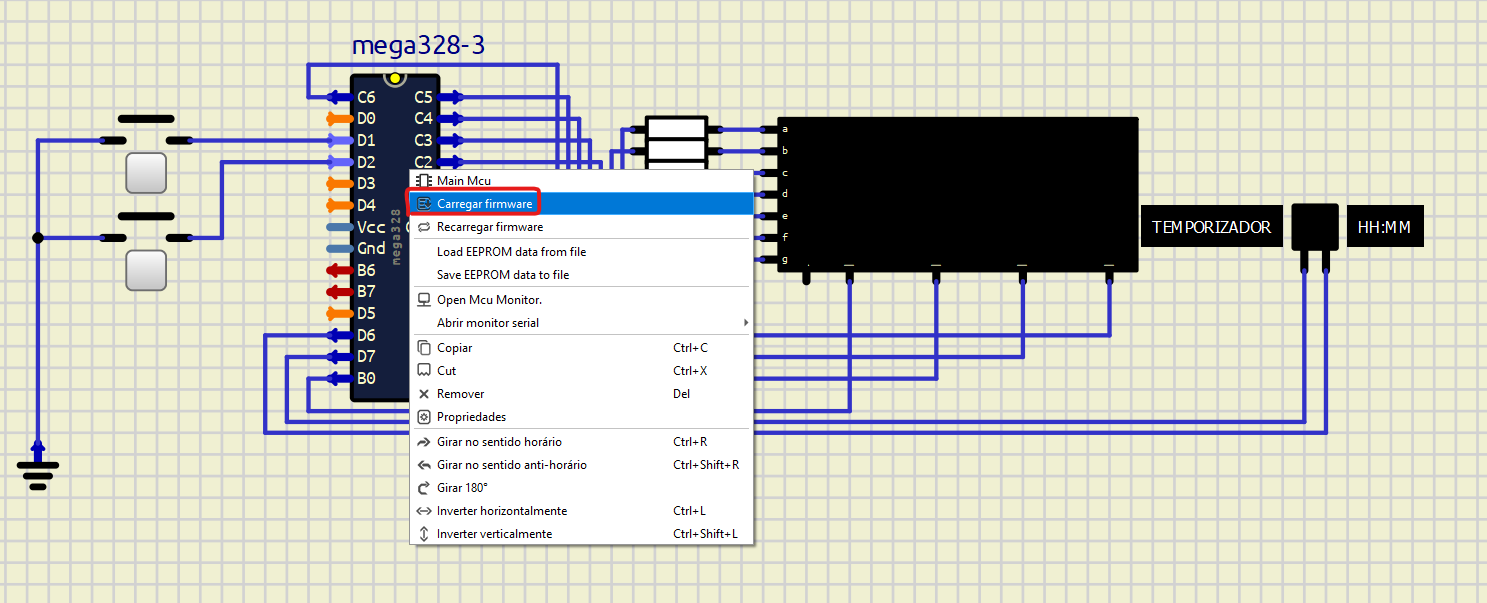 mega328-3
C6 C5
D0 C4
D1 C3
D2 C2
D3
D4
Vcc
Gnd
B6
B7
D5
D6
D7
B0
mega328
Main Mcu
Carregar firmware
Recarregar firmware
Load EEPROM data from file
Save EEPROM data to file
Open Mcu Monitor.
Abrir monitor serial
Copiar Ctrl+C
Cut Ctrl+X
Remover Del
Propriedades
Girar no sentido horário Ctrl+R
Girar no sentido anti-horário Ctrl+Shift+R
Girar 180°
Inverter horizontalmente Ctrl+L
Inverter verticalmente Ctrl+Shift+L
a
b
c
d
e
f
g
TEMPORIZADOR
HH:MM